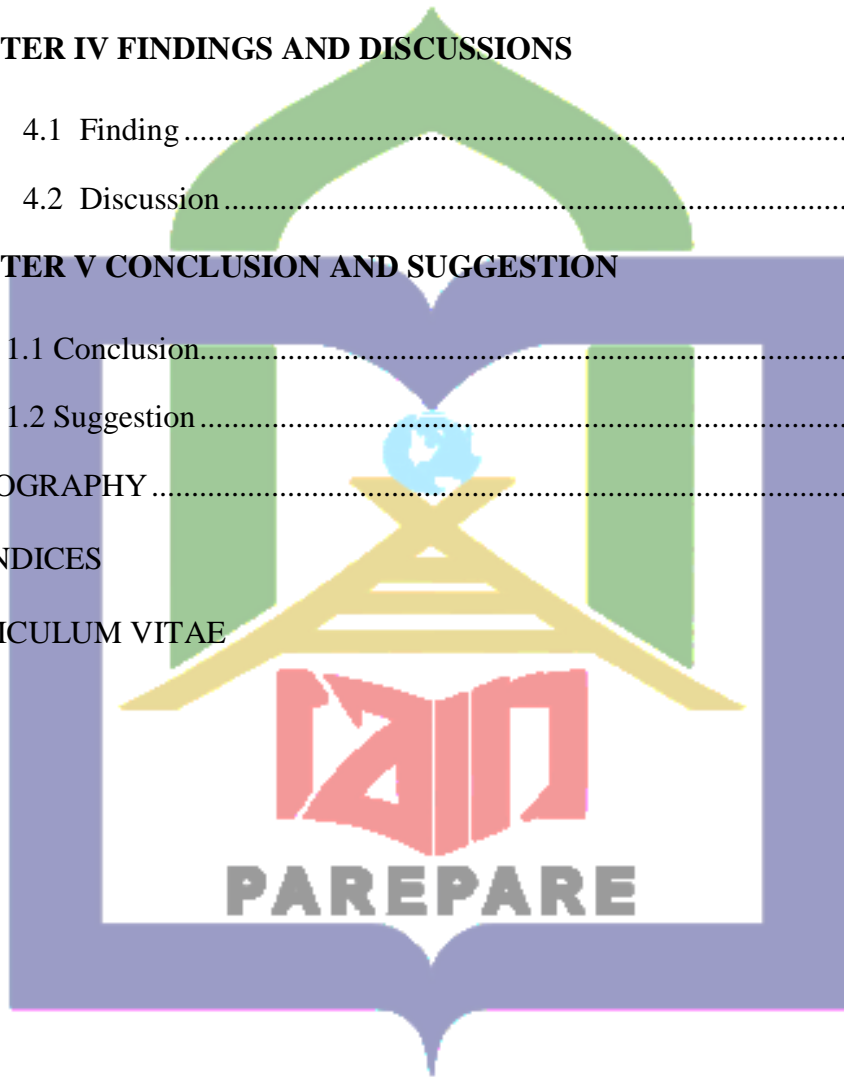 TER IV FINDINGS AND DISCUSSIONS
4.1 Finding ....................................................................................
4.2 Discussion ...............................................................................
TER V CONCLUSION AND SUGGESTION
1.1 Conclusion.................................................................................
1.2 Suggestion .................................................................................
OGRAPHY .......................................................................................
NDICES
ICULUM VITAE
iain
PAREPARE